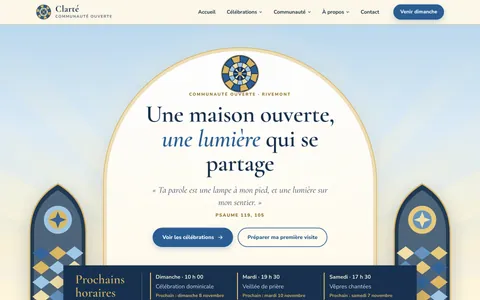 Clarté
COMMUNAUTÉ OUVERTE
Accueil
Célébrations
Communauté
À propos
Contact
Venir dimanche
COMMUNAUTÉ OUVERTE · RIVEMONT
Une maison ouverte,
une lumière qui se
partage
« Ta parole est une lampe à mon pied, et une lumière sur
mon sentier. »
PSAUME 119, 105
Voir les célébrations →
Préparer ma première visite
Prochains
horaires
Dimanche · 10 h 00
Célébration dominicale
Prochain : dimanche 8 novembre
Mardi · 19 h 30
Veillée de prière
Prochain : mardi 10 novembre
Samedi · 17 h 30
Vêpres chantées
Prochain : samedi 7 novembre